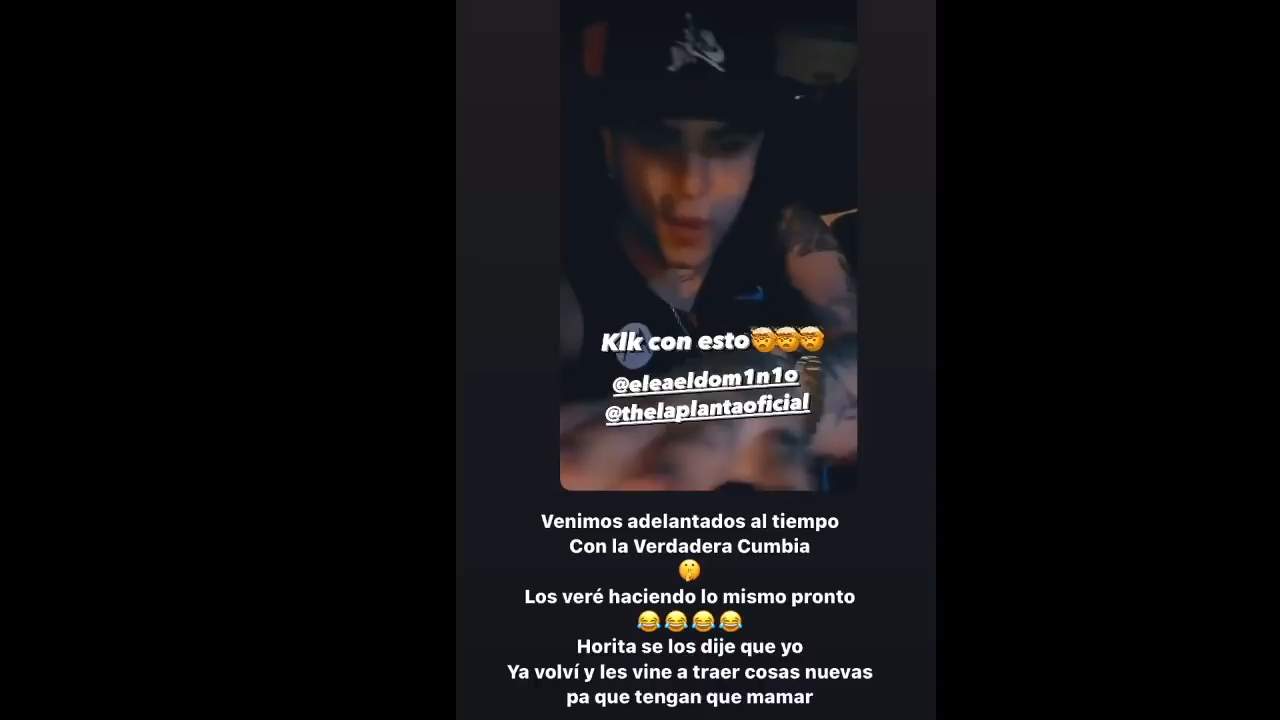 Klk con esto🤯🤯🤯
@eleaeldom1n1o
@thelaplantaoficial
Venimos adelantados al tiempo
Con la Verdadera Cumbia
🤫
Los veré haciendo lo mismo pronto
😂😂😂😂
Horita se los dije que yo
Ya volví y les vine a traer cosas nuevas
pa que tengan que mamar